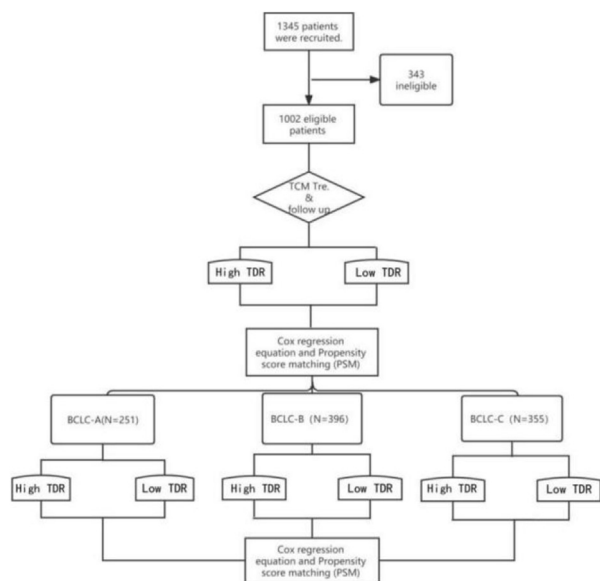 1345 patients
were recruited.
343
ineligible
1002 eligible
patients
TCM Tre.
&
follow up
High TDR
Low TDR
Cox regression
equation and Propensity
score matching (PSM)
BCLC-A(N=251)
BCLC-B (N=396)
BCLC-C (N=355)
High TDR
Low TDR
High TDR
Low TDR
High TDR
Low TDR
Cox regression
equation and Propensity
score matching (PSM)